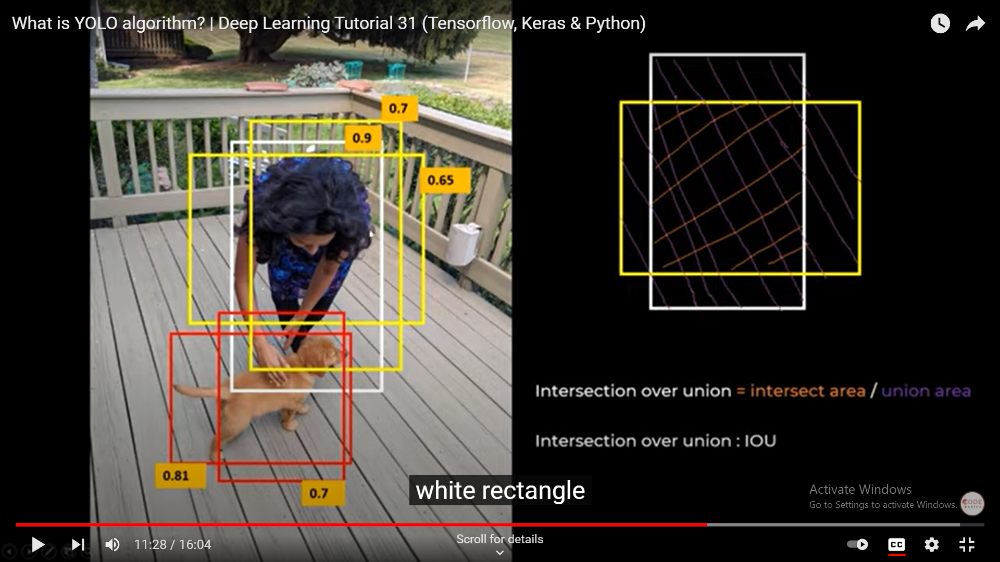 What is YOLO algorithm? | Deep Learning Tutorial 31 (Tensorflow, Keras & Python)
0.7
0.9
0.65
Intersection over union = intersect area / union area
Intersection over union : IOU
0.81
0.7
white rectangle
Activate Windows
Go to Settings to activate Windows.
CODE
BASICS
11:28 / 16:04
Scroll for details
CC